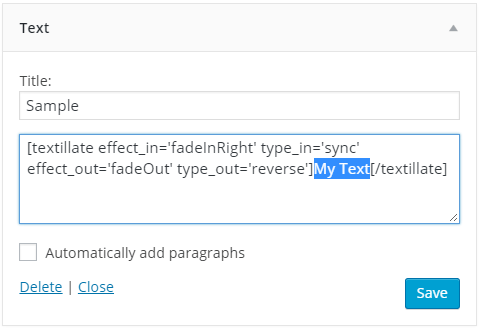 Text
Title:
Sample
[textillate effect_in='fadeInRight' type_in='sync'
effect_out='fadeOut' type_out='reverse']My Text[/textillate]
Automatically add paragraphs
Delete | Close
Save